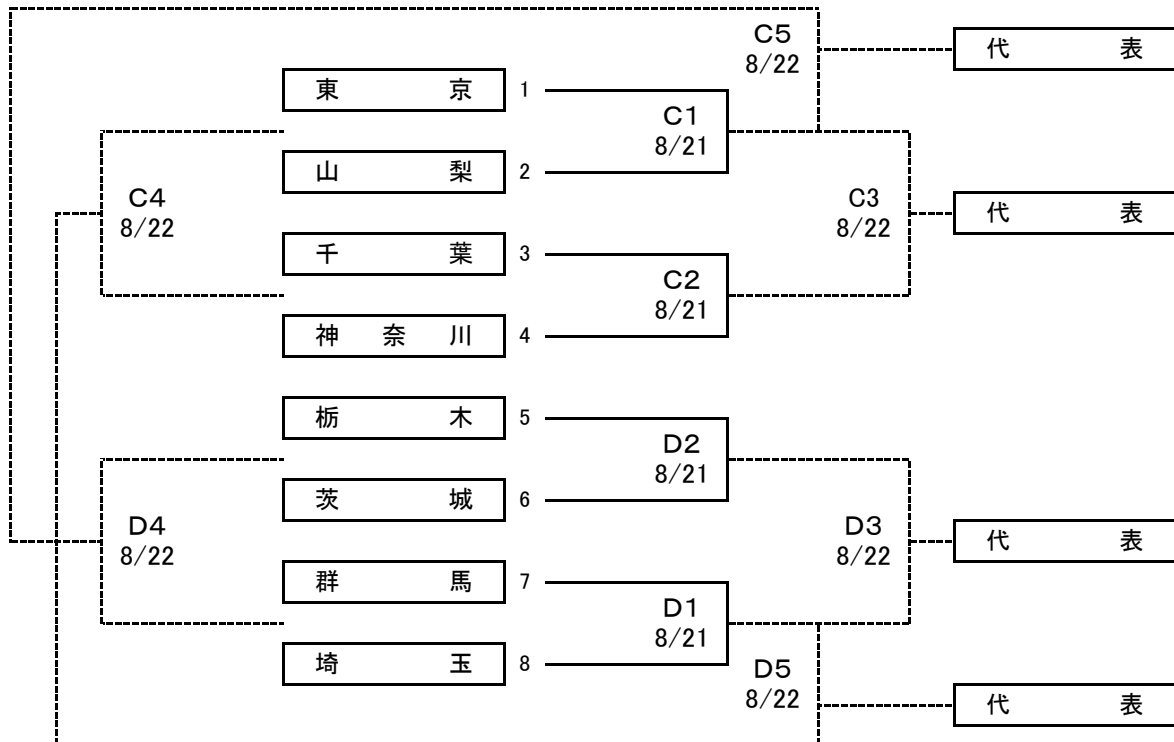 C5
8/22
代表
東京 1
C1
8/21
山梨 2
C4
8/22
C3
8/22
代表
千葉 3
C2
8/21
神奈川 4
栃木 5
D2
8/21
茨城 6
D4
8/22
D3
8/22
代表
群馬 7
D1
8/21
埼玉 8
D5
8/22
代表